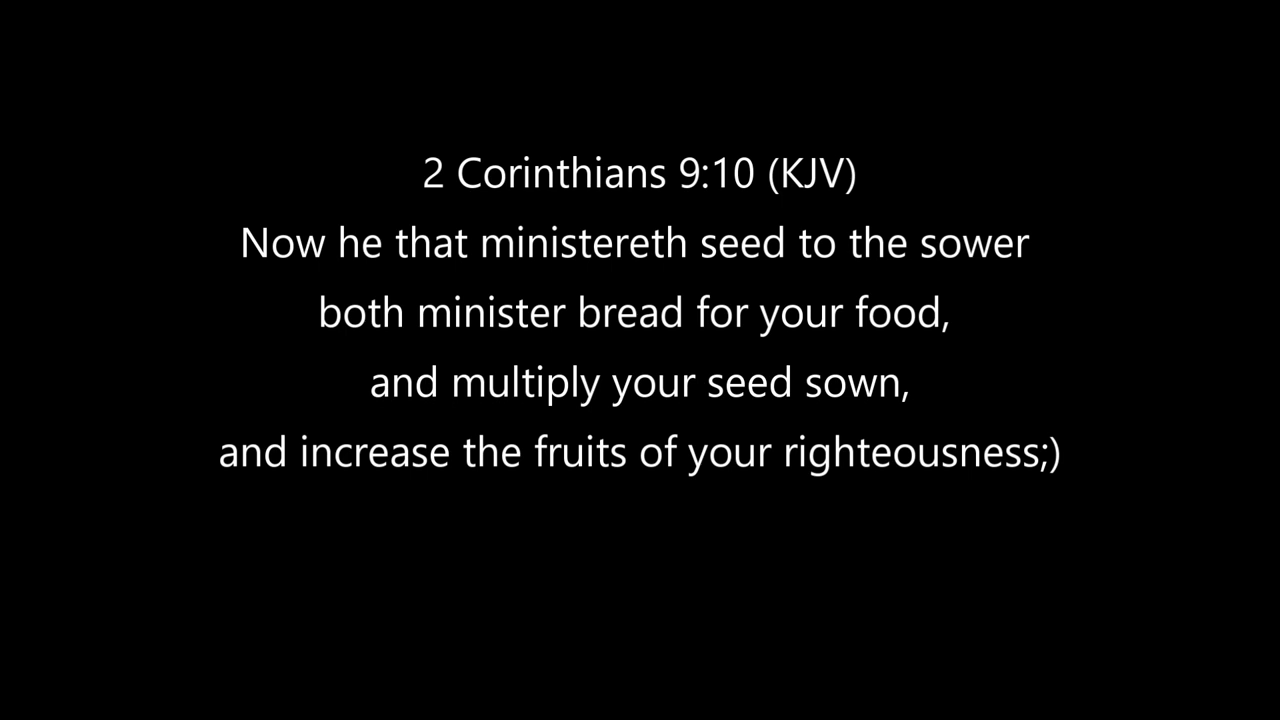 2 Corinthians 9:10 (KJV)
Now he that ministereth seed to the sower
both minister bread for your food,
and multiply your seed sown,
and increase the fruits of your righteousness;)